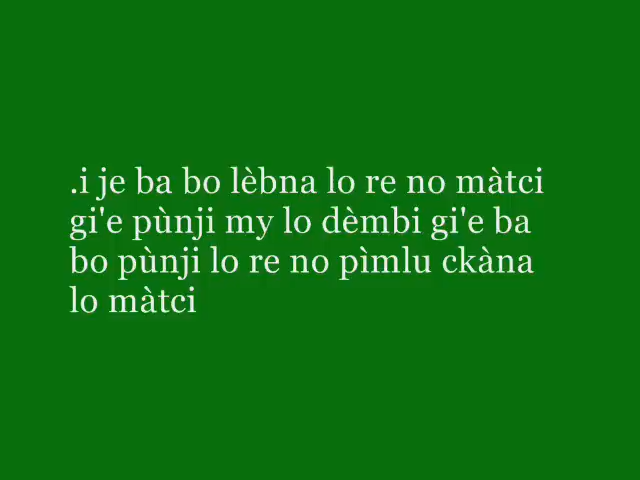 .i je ba bo lèbna lo re no màtci
gi'e pùnji my lo dèmbi gi'e ba
bo pùnji lo re no pìmlu ckàna
lo màtci